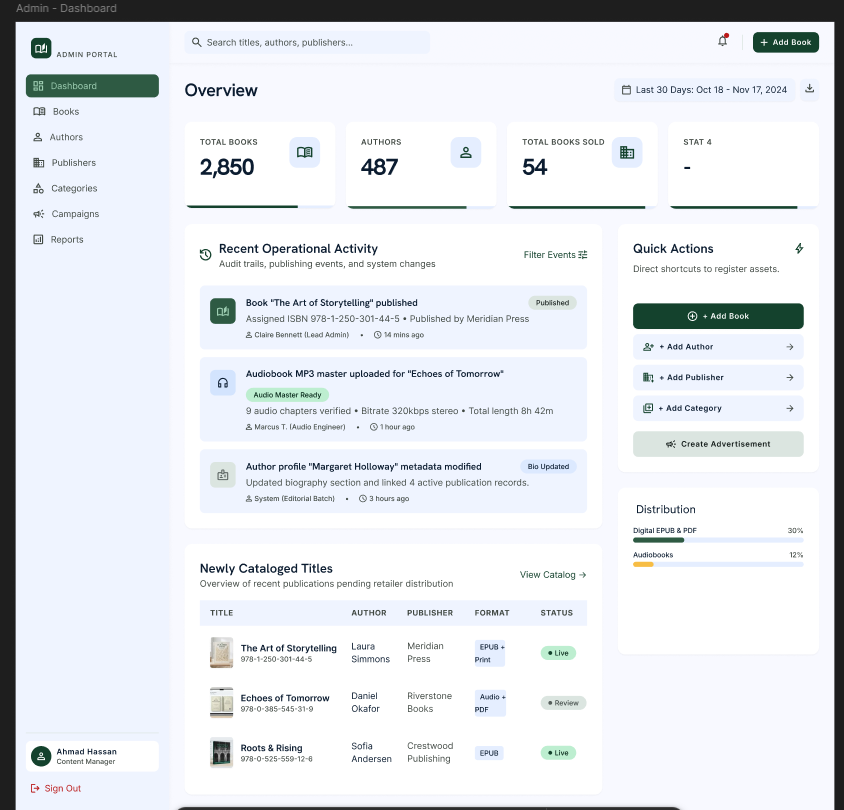 Admin - Dashboard
ADMIN PORTAL
Search titles, authors, publishers...
+ Add Book
Dashboard
Books
Authors
Publishers
Categories
Campaigns
Reports
Overview
Last 30 Days: Oct 18 - Nov 17, 2024
TOTAL BOOKS
2,850
AUTHORS
487
TOTAL BOOKS SOLD
54
STAT 4
-
Recent Operational Activity
Audit trails, publishing events, and system changes
Filter Events
Book "The Art of Storytelling" published
Published
Assigned ISBN 978-1-250-301-44-5 • Published by Meridian Press
Claire Bennett (Lead Admin) • 14 mins ago
Audiobook MP3 master uploaded for "Echoes of Tomorrow"
Audio Master Ready
9 audio chapters verified • Bitrate 320kbps stereo • Total length 8h 42m
Marcus T. (Audio Engineer) • 1 hour ago
Author profile "Margaret Holloway" metadata modified
Bio Updated
Updated biography section and linked 4 active publication records.
System (Editorial Batch) • 3 hours ago
Quick Actions
Direct shortcuts to register assets.
+ Add Book
+ Add Author
+ Add Publisher
+ Add Category
Create Advertisement
Distribution
Digital EPUB & PDF 30%
Audiobooks 12%
Newly Cataloged Titles
Overview of recent publications pending retailer distribution
View Catalog →
TITLE AUTHOR PUBLISHER FORMAT STATUS
The Art of Storytelling
978-1-250-301-44-5
Laura
Simmons
Meridian
Press
EPUB +
Print
• Live
Echoes of Tomorrow
978-0-385-545-31-9
Daniel
Okafor
Riverstone
Books
Audio +
PDF
• Review
Roots & Rising
978-0-525-559-12-6
Sofia
Andersen
Crestwood
Publishing
EPUB
• Live
Ahmad Hassan
Content Manager
Sign Out